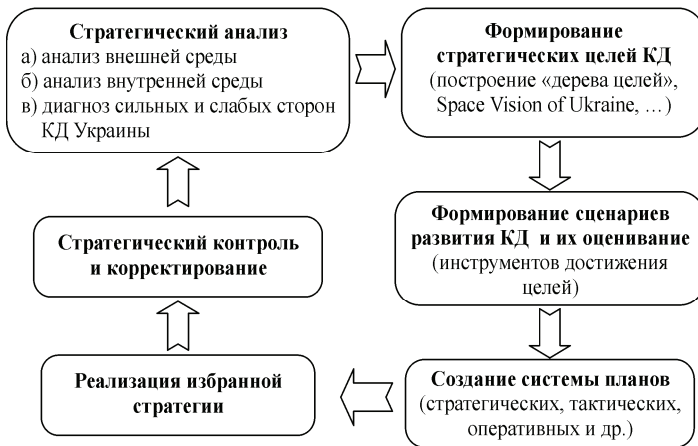 Стратегический анализ
а) анализ внешней среды
б) анализ внутренней среды
в) диагноз сильных и слабых сторон
КД Украины
Формирование
стратегических целей КД
(построение «дерева целей»,
Space Vision of Ukraine, …)
Формирование сценариев
развития КД и их оценивание
(инструментов достижения
целей)
Создание системы планов
(стратегических, тактических,
оперативных и др.)
Реализация избранной
стратегии
Стратегический контроль
и корректирование